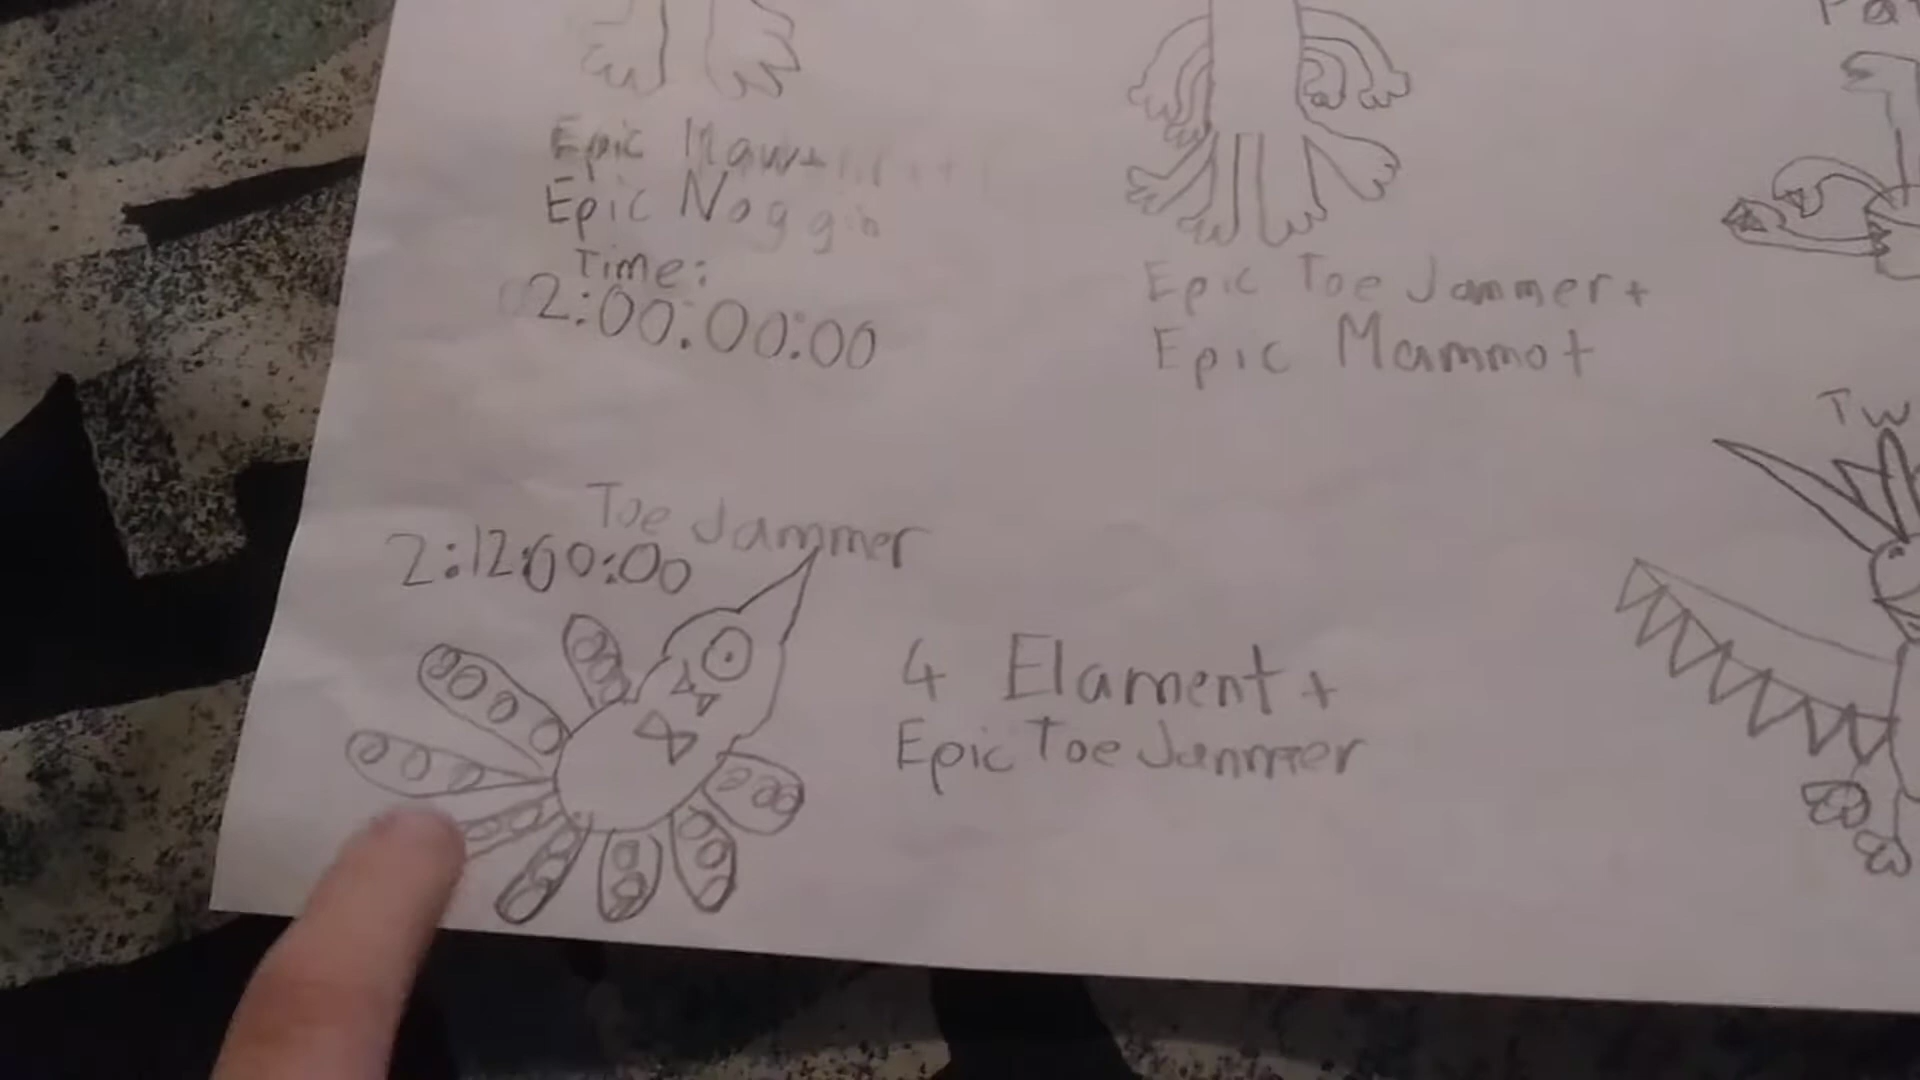 Epic
Epic Noggin
Time:
2:00:00:00
Epic Toe Jammer +
Epic Mammot
Toe Jammer
2:12:00:00
4 Elament +
Epic Toe Jammer